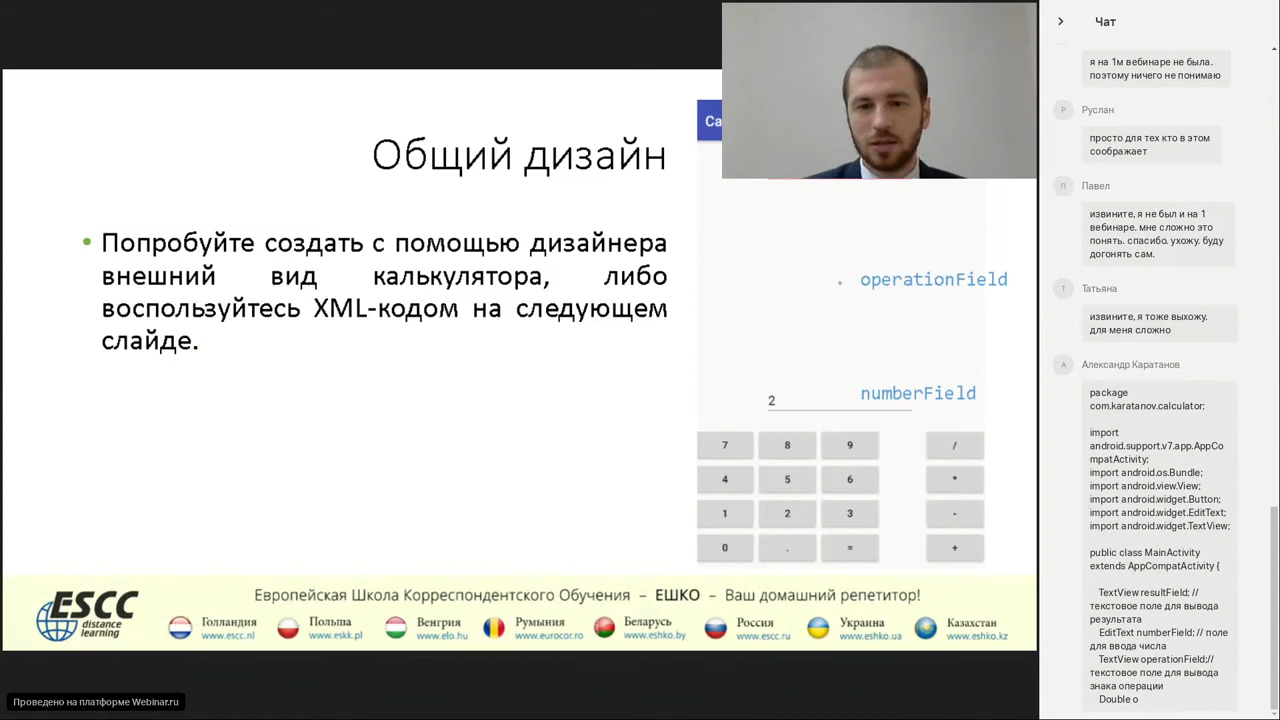 Общий дизайн
• Попробуйте создать с помощью дизайнера
внешний вид калькулятора, либо
воспользуйтесь XML-кодом на следующем
слайде.
Ca
operationField
numberField
2
7 8 9 /
4 5 6 *
1 2 3 -
0 . = +
ESCC
distance
learning
Европейская Школа Корреспондентского Обучения – ЕШКО – Ваш домашний репетитор!
Голландия
www.escc.nl
Польша
www.eskk.pl
Венгрия
www.elo.hu
Румыния
www.eurocor.ro
Беларусь
www.eshko.by
Россия
www.escc.ru
Украина
www.eshko.ua
Казахстан
www.eshko.kz
Проведено на платформе Webinar.ru
Чат
я на 1м вебинаре не была.
поэтому ничего не понимаю
Р
Руслан
просто для тех кто в этом
соображает
П
Павел
извините, я не был и на 1
вебинаре. мне сложно это
понять. спасибо. ухожу. буду
догонять сам.
Т
Татьяна
извините, я тоже выхожу.
для меня сложно
А
Александр Каратанов
package
com.karatanov.calculator;
import
android.support.v7.app.AppCo
mpatActivity;
import android.os.Bundle;
import android.view.View;
import android.widget.Button;
import android.widget.EditText;
import android.widget.TextView;
public class MainActivity
extends AppCompatActivity {
TextView resultField; //
текстовое поле для вывода
результата
EditText numberField; // поле
для ввода числа
TextView operationField;//
текстовое поле для вывода
знака операции
Double o